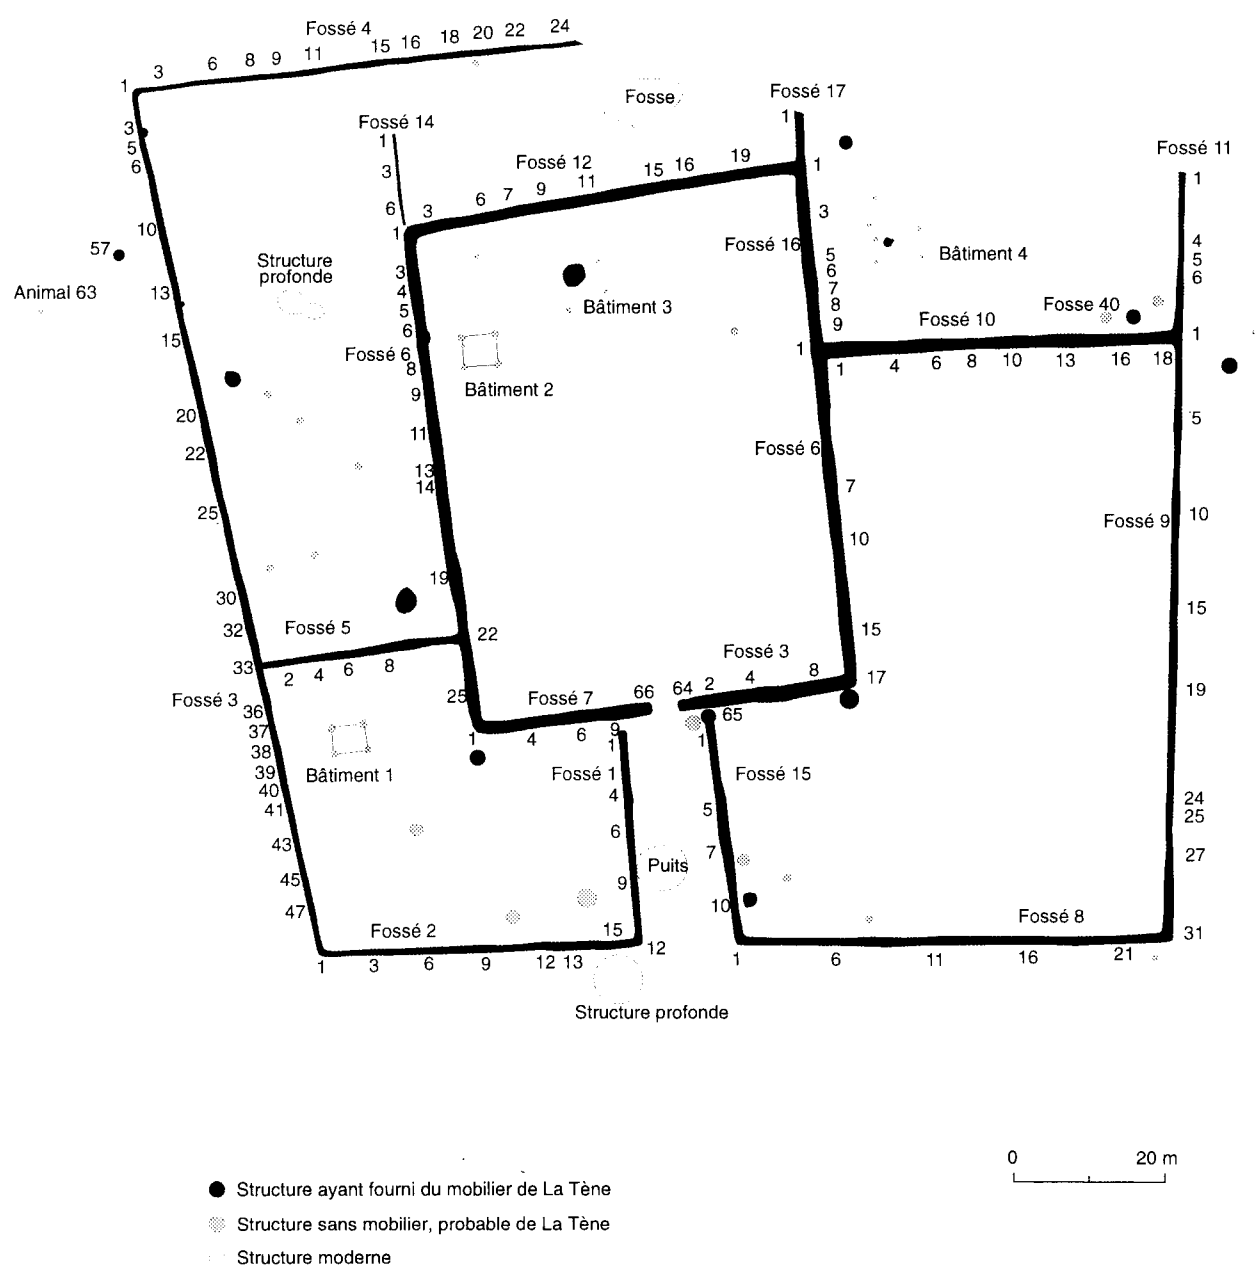 Fossé 4
1 3 6 8 9 11 15 16 18 20 22 24
Fosse
Fossé 17
1
Fossé 14
1
3
6
Fossé 12
3 6 7 9 11 15 16 19
1
Fossé 11
1
4
5
6
3
5
6
10
13
15
20
22
25
30
32
33
57
Animal 63
Structure
profonde
1
3
4
5
6
Fossé 6
8
9
11
13
14
19
22
25
Bâtiment 3
Bâtiment 2
Fossé 16
3
5
6
7
8
9
Bâtiment 4
Fosse 40
Fossé 10
1 4 6 8 10 13 16 18
1
Fossé 6
7
10
15
17
1
5
Fossé 9
10
15
19
24
25
27
31
Fossé 5
2 4 6 8
Fossé 3
36
37
38
39
40
41
43
45
47
Bâtiment 1
Fossé 7
1 4 6 9
66
64
65
Fossé 3
2 4 8
Fossé 1
1
4
6
9
12
Fossé 15
1
5
7
10
Puits
Fossé 2
1 3 6 9 12 13 15
Fossé 8
1 6 11 16 21
Structure profonde
0 20 m
Structure ayant fourni du mobilier de La Tène
Structure sans mobilier, probable de La Tène
Structure moderne